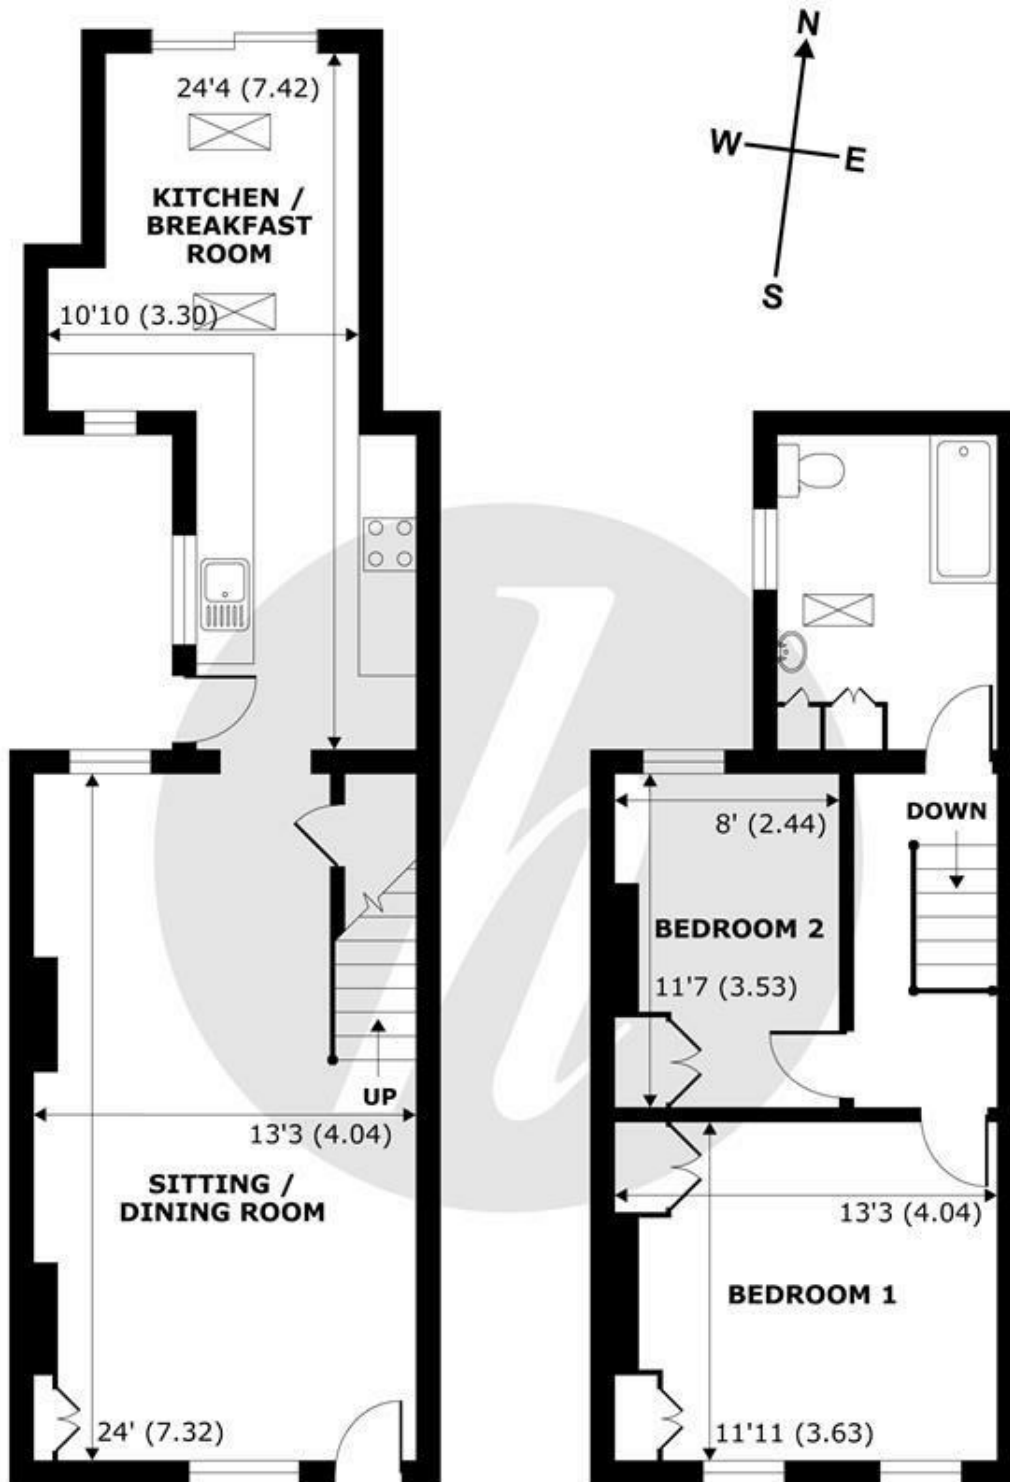 N
W
E
S
24'4 (7.42)
KITCHEN /
BREAKFAST
ROOM
10'10 (3.30)
UP
13'3 (4.04)
SITTING /
DINING ROOM
24' (7.32)
DOWN
8' (2.44)
BEDROOM 2
11'7 (3.53)
13'3 (4.04)
BEDROOM 1
11'11 (3.63)
h